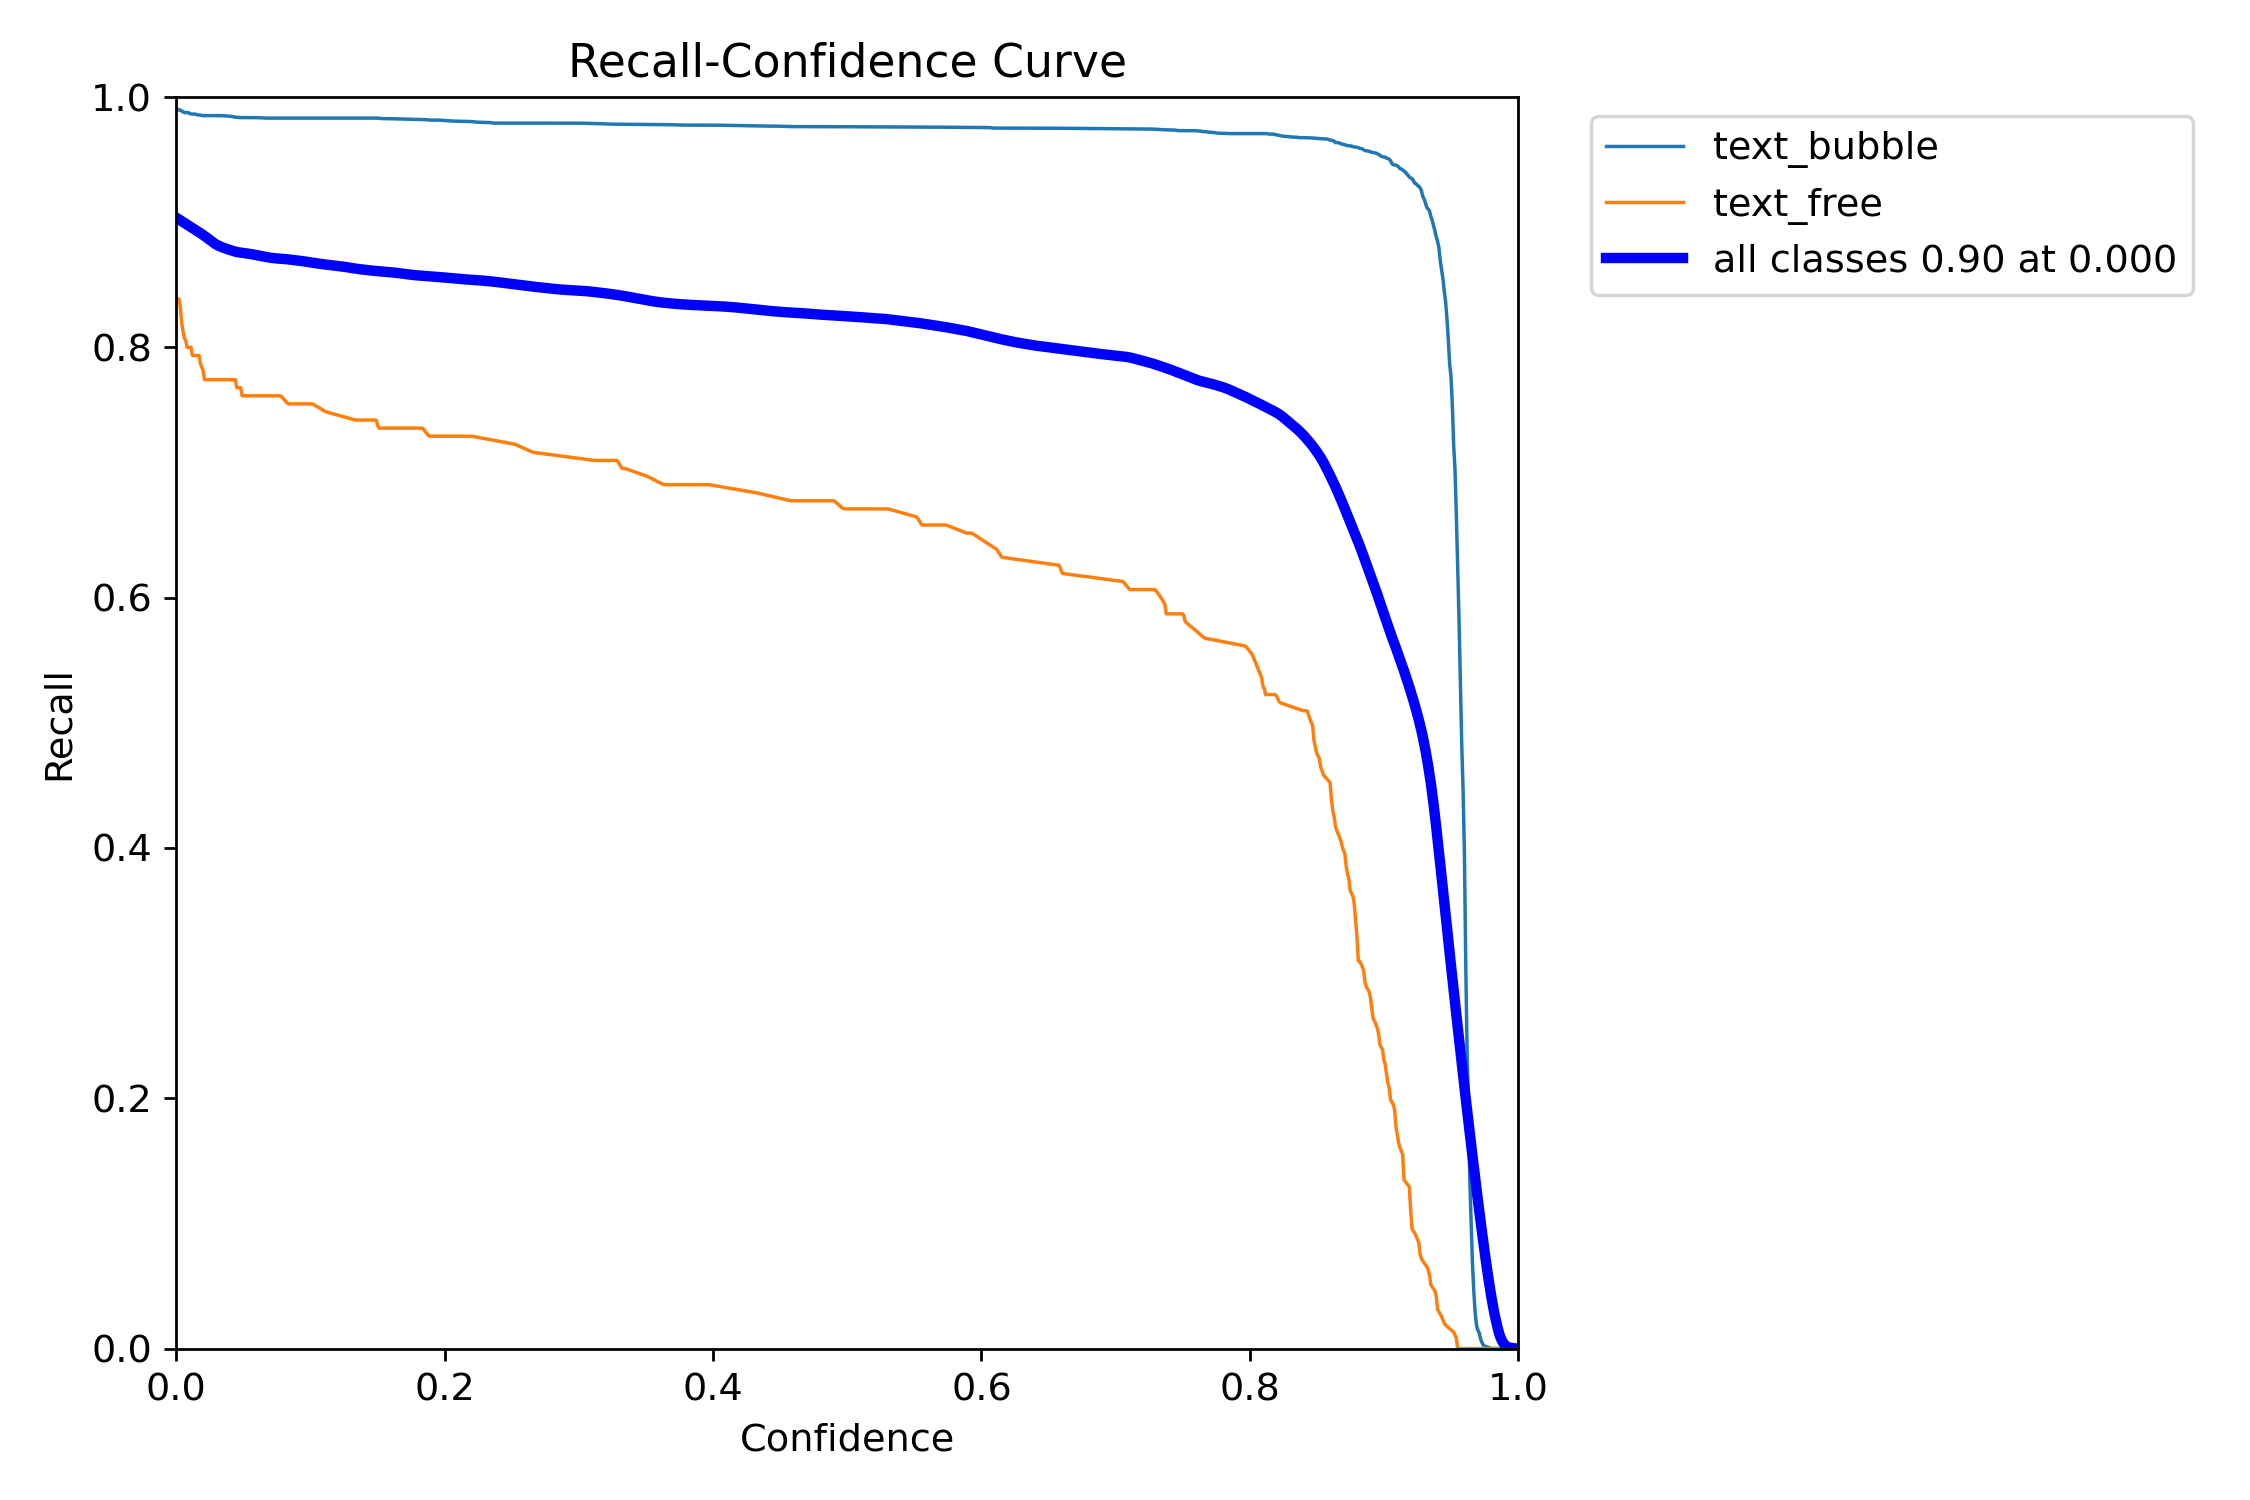 Recall-Confidence Curve
1.0
0.8
0.6
0.4
0.2
0.0
Recall
0.0 0.2 0.4 0.6 0.8 1.0
Confidence
text_bubble
text_free
all classes 0.90 at 0.000